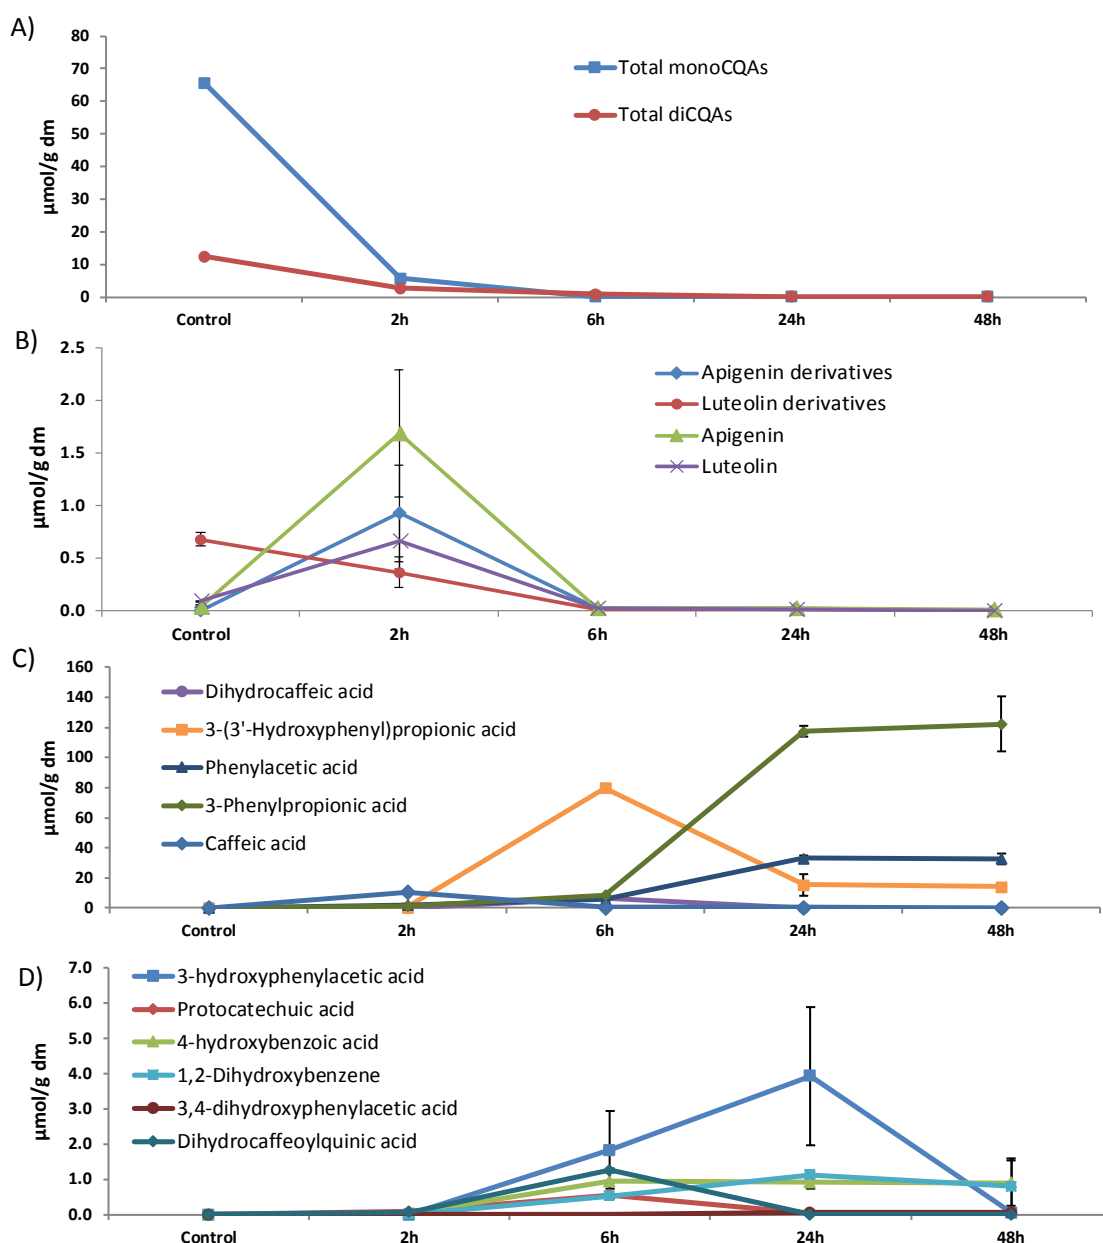 A)
80
70
60
50
40
30
20
10
0
µmol/g dm
Total monoCQAs
Total diCQAs
Control 2h 6h 24h 48h
B)
2.5
2.0
1.5
1.0
0.5
0.0
µmol/g dm
Apigenin derivatives
Luteolin derivatives
Apigenin
Luteolin
Control 2h 6h 24h 48h
C)
160
140
120
100
80
60
40
20
0
µmol/g dm
Dihydrocaffeic acid
3-(3'-Hydroxyphenyl)propionic acid
Phenylacetic acid
3-Phenylpropionic acid
Caffeic acid
Control 2h 6h 24h 48h
D)
7.0
6.0
5.0
4.0
3.0
2.0
1.0
0.0
µmol/g dm
3-hydroxyphenylacetic acid
Protocatechuic acid
4-hydroxybenzoic acid
1,2-Dihydroxybenzene
3,4-dihydroxyphenylacetic acid
Dihydrocaffeoylquinic acid
Control 2h 6h 24h 48h